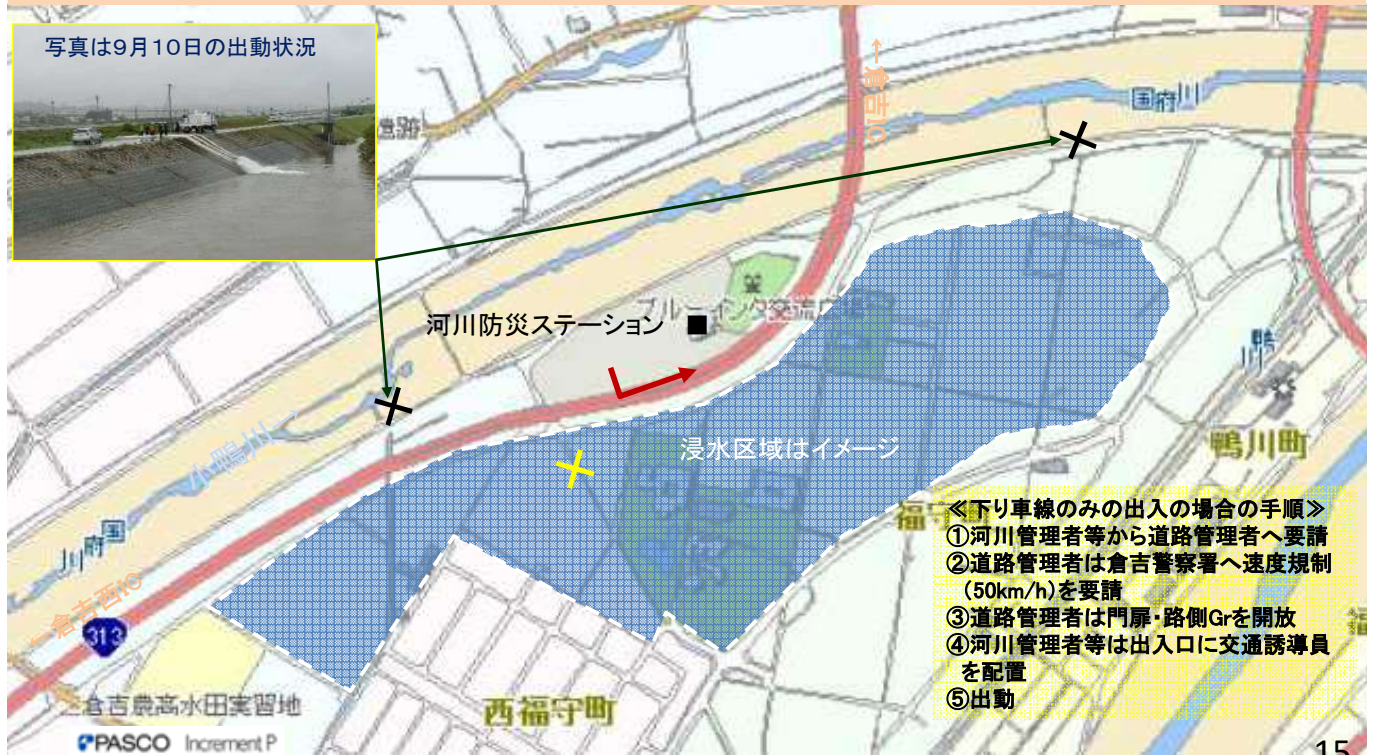 写真は9月10日の出動状況
←倉吉IC
国府川
河川防災ステーション
浸水区域はイメージ
小鴨川
国府川
倉吉西IC
313
鴨川町
鴨川
≪下り車線のみの出入の場合の手順≫
①河川管理者等から道路管理者へ要請
②道路管理者は倉吉警察署へ速度規制
(50km/h)を要請
③道路管理者は門扉・路側Grを開放
④河川管理者等は出入口に交通誘導員
を配置
⑤出動
倉吉農高水田実習地
西福守町
PASCO Increment P
15